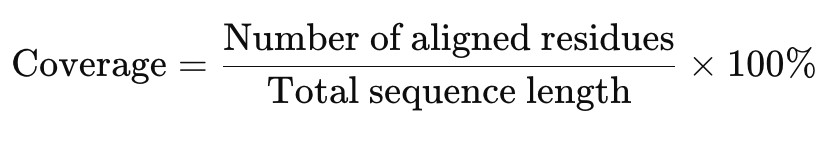 Coverage = Number of aligned residues / Total sequence length × 100%